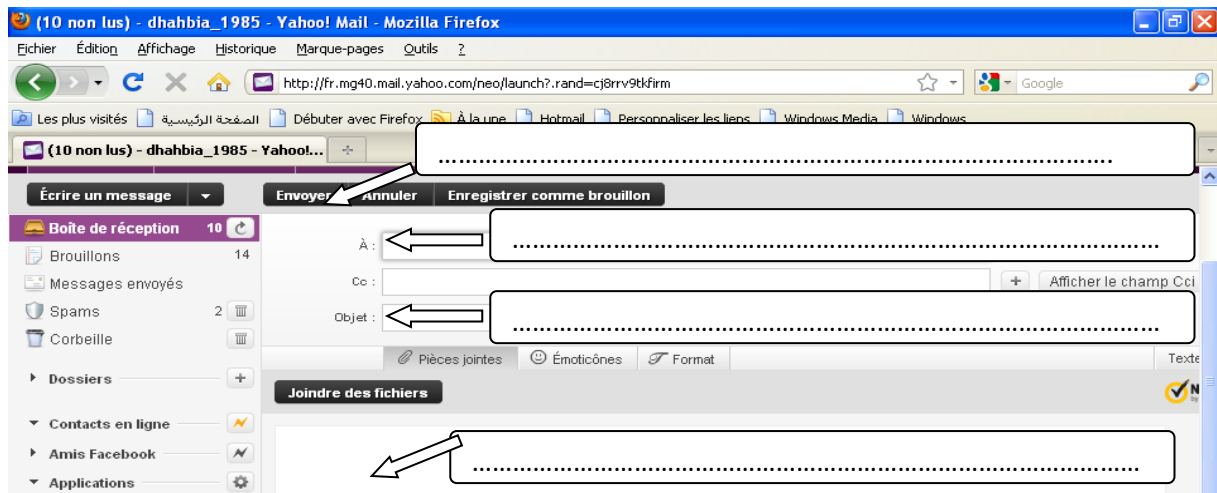 (10 non lus) - dhahbia_1985 - Yahoo! Mail - Mozilla Firefox
Fichier Édition Affichage Historique Marque-pages Outils ?
http://fr.mg40.mail.yahoo.com/neo/launch?.rand=cj8rrv9tkfirm Google
Les plus visités الصفحة الرئيسية Débuter avec Firefox À la une Hotmail Personnaliser les liens Windows Media Windows
(10 non lus) - dhahbia_1985 - Yahoo!...
Écrire un message Envoyer Annuler Enregistrer comme brouillon
Boîte de réception 10
À :
Brouillons 14
Messages envoyés
Cc : + Afficher le champ Cci
Spams 2
Objet :
Corbeille
Pièces jointes Émoticônes Format Texte
Dossiers +
Joindre des fichiers N
Contacts en ligne
Amis Facebook
Applications